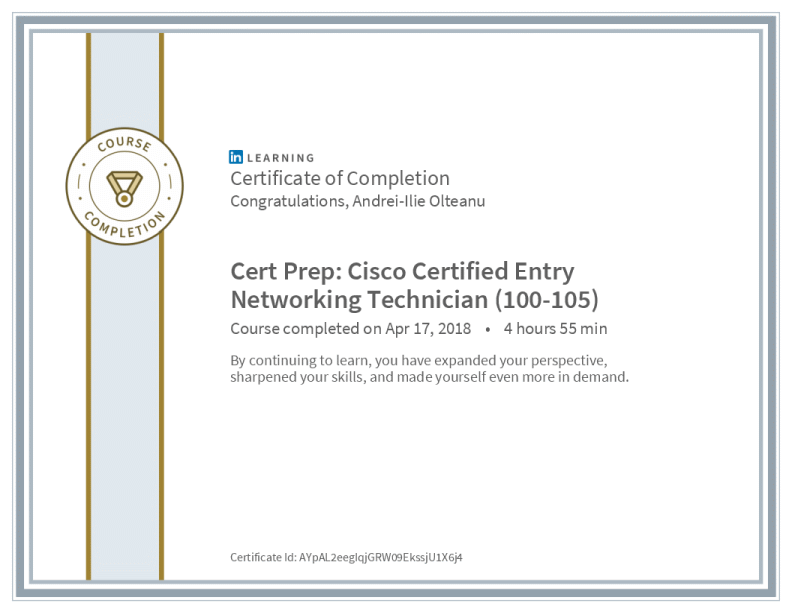 COURSE
COMPLETION
in LEARNING
Certificate of Completion
Congratulations, Andrei-Ilie Olteanu
Cert Prep: Cisco Certified Entry
Networking Technician (100-105)
Course completed on Apr 17, 2018 • 4 hours 55 min
By continuing to learn, you have expanded your perspective,
sharpened your skills, and made yourself even more in demand.
Certificate Id: AYpAL2eegIqjGRW09EkssjU1X6j4